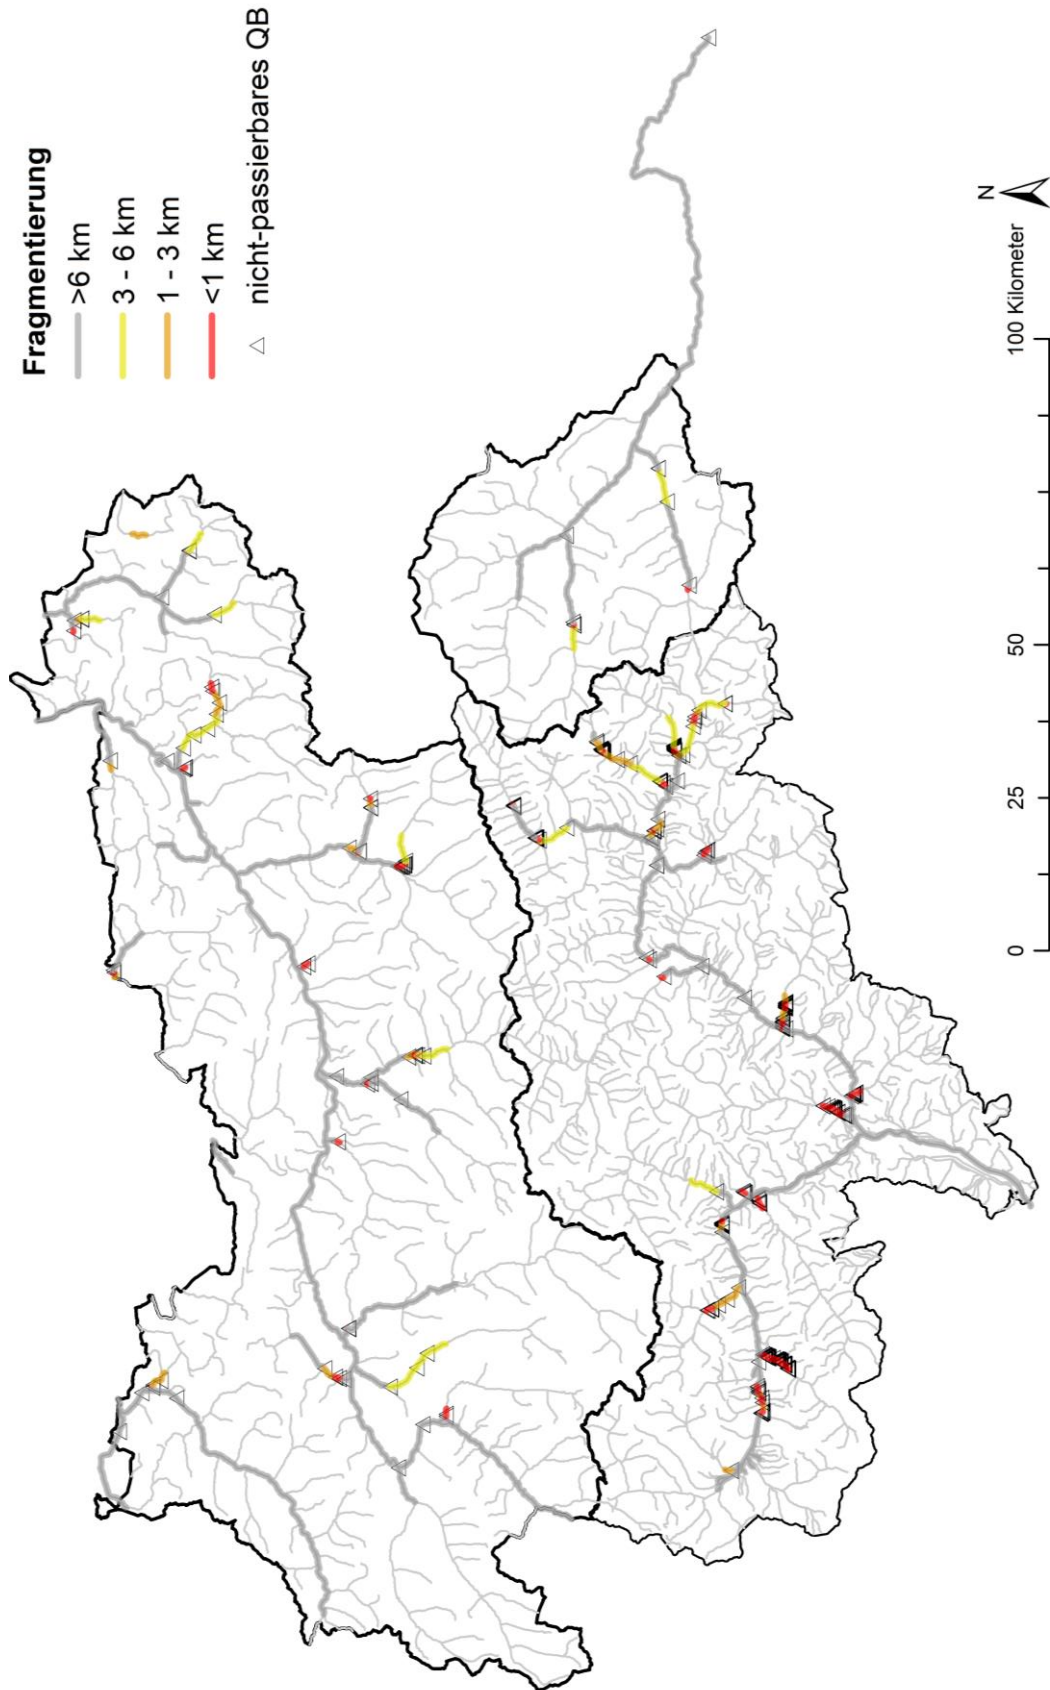 Fragmentierung
>6 km
3 - 6 km
1 - 3 km
<1 km
nicht-passierbares QB
N
0
25
50
100 Kilometer